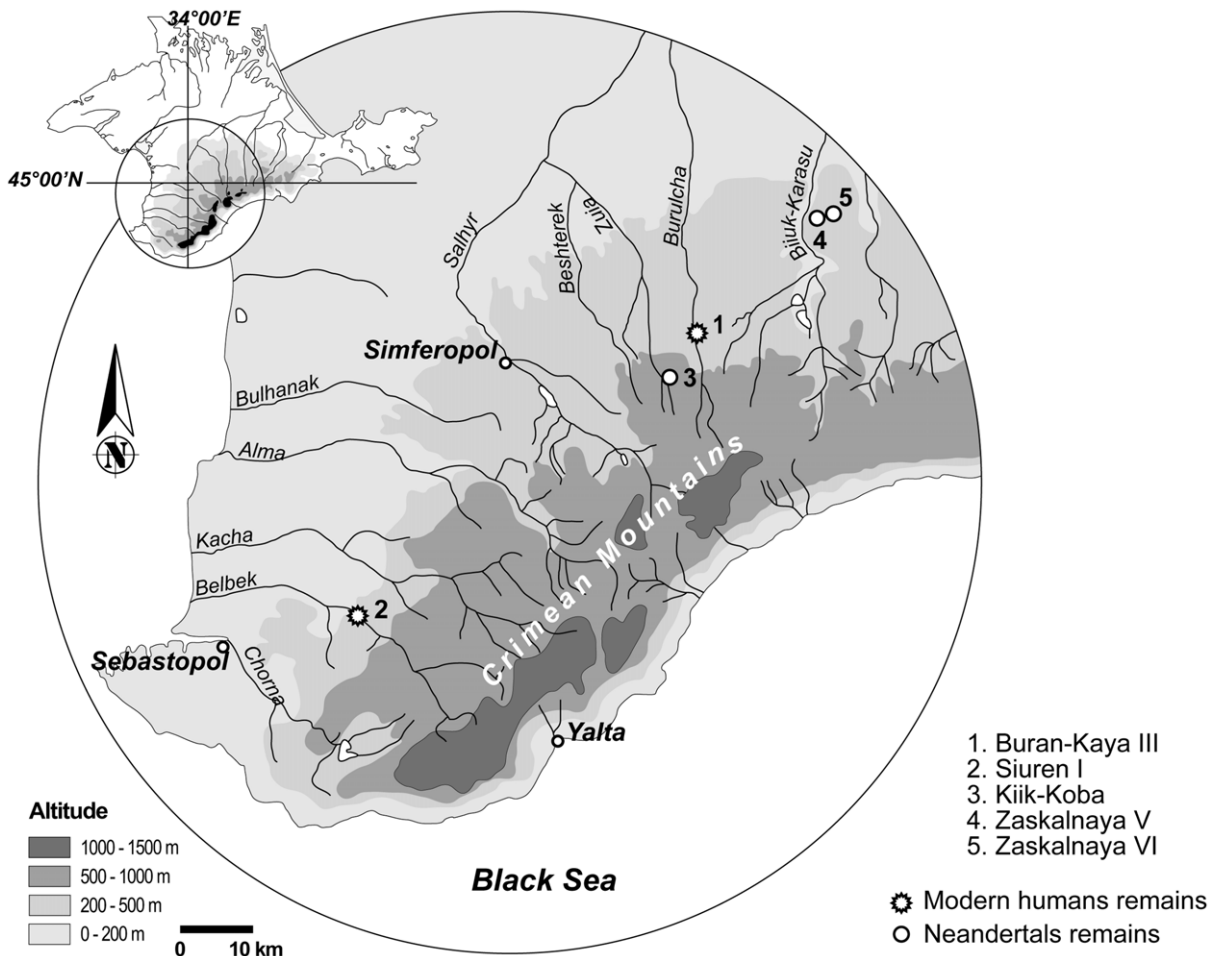 34°00’E
45°00’N
Salhyr
Beshterek
Zuia
Burulcha
Biiuk-Karasu
5
4
1
3
Simferopol
Bulhanak
Alma
N
Crimean Mountains
Kacha
Belbek
2
Sebastopol
Chorna
Yalta
1. Buran-Kaya III
2. Siuren I
3. Kiik-Koba
4. Zaskalnaya V
5. Zaskalnaya VI
Altitude
1000 - 1500 m
500 - 1000 m
200 - 500 m
0 - 200 m
0 10 km
Black Sea
Modern humans remains
Neandertals remains